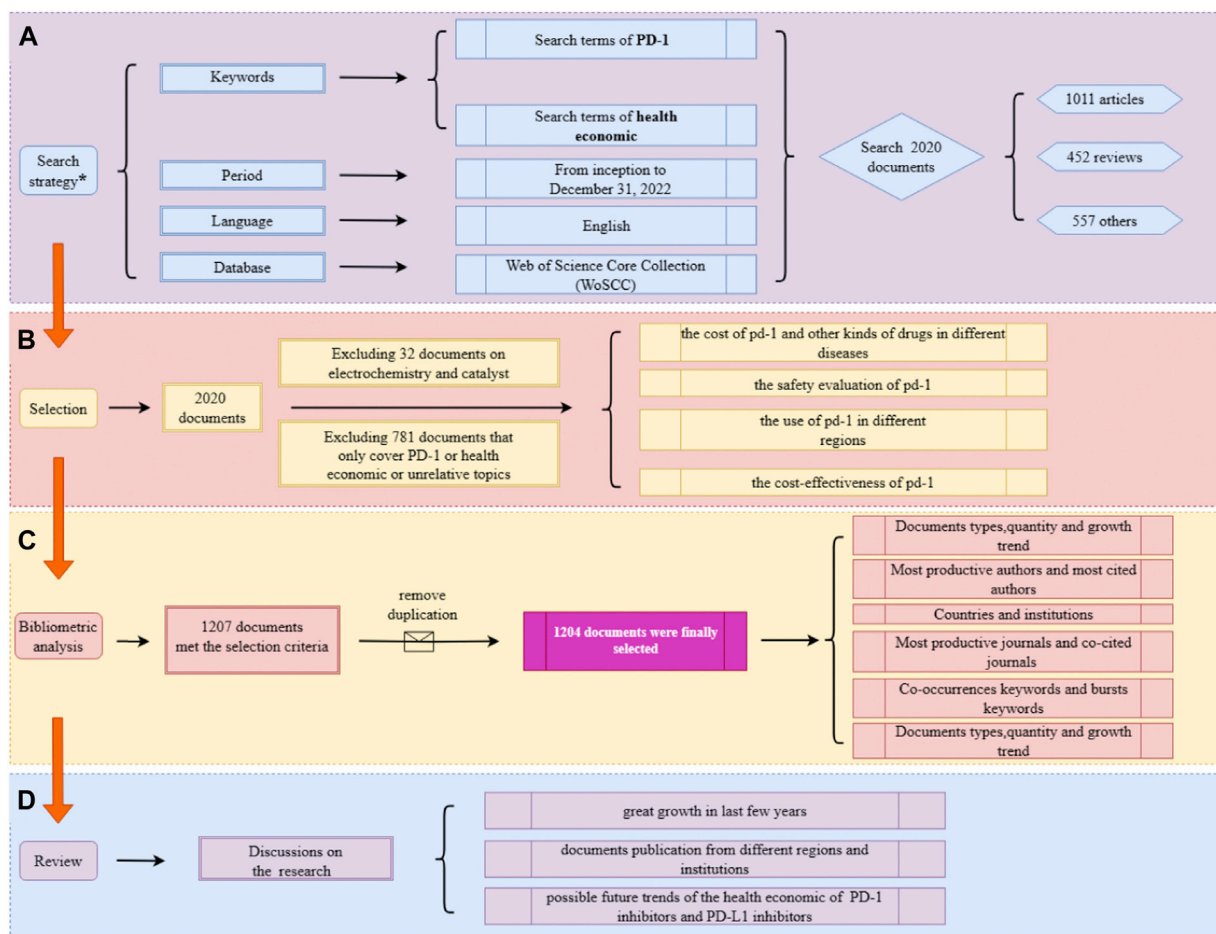 A
Search
strategy*
Keywords
Period
Language
Database
Search terms of PD-1
Search terms of health
economic
From inception to
December 31, 2022
English
Web of Science Core Collection
(WoSCC)
Search 2020
documents
1011 articles
452 reviews
557 others
B
Selection
2020
documents
Excluding 32 documents on
electrochemistry and catalyst
Excluding 781 documents that
only cover PD-1 or health
economic or unrelative topics
the cost of pd-1 and other kinds of drugs in different
diseases
the safety evaluation of pd-1
the use of pd-1 in different
regions
the cost-effectiveness of pd-1
C
Bibliometric
analysis
1207 documents
met the selection criteria
remove
duplication
1204 documents were finally
selected
Documents types,quantity and growth
trend
Most productive authors and most cited
authors
Countries and institutions
Most productive journals and co-cited
journals
Co-occurrences keywords and bursts
keywords
Documents types,quantity and growth
trend
D
Review
Discussions on
the research
great growth in last few years
documents publication from different regions and
institutions
possible future trends of the health economic of PD-1
inhibitors and PD-L1 inhibitors